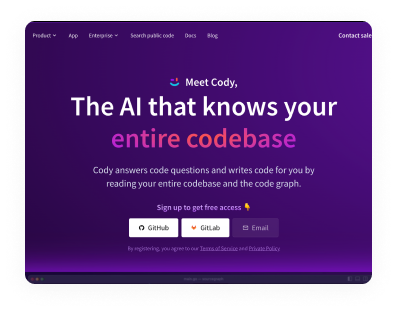 Product App Enterprise Search public code Docs Blog Contact sale
Meet Cody,
The AI that knows your
entire codebase
Cody answers code questions and writes code for you by
reading your entire codebase and the code graph.
Sign up to get free access 👇
GitHub GitLab Email
By registering, you agree to our Terms of Service and Private Policy